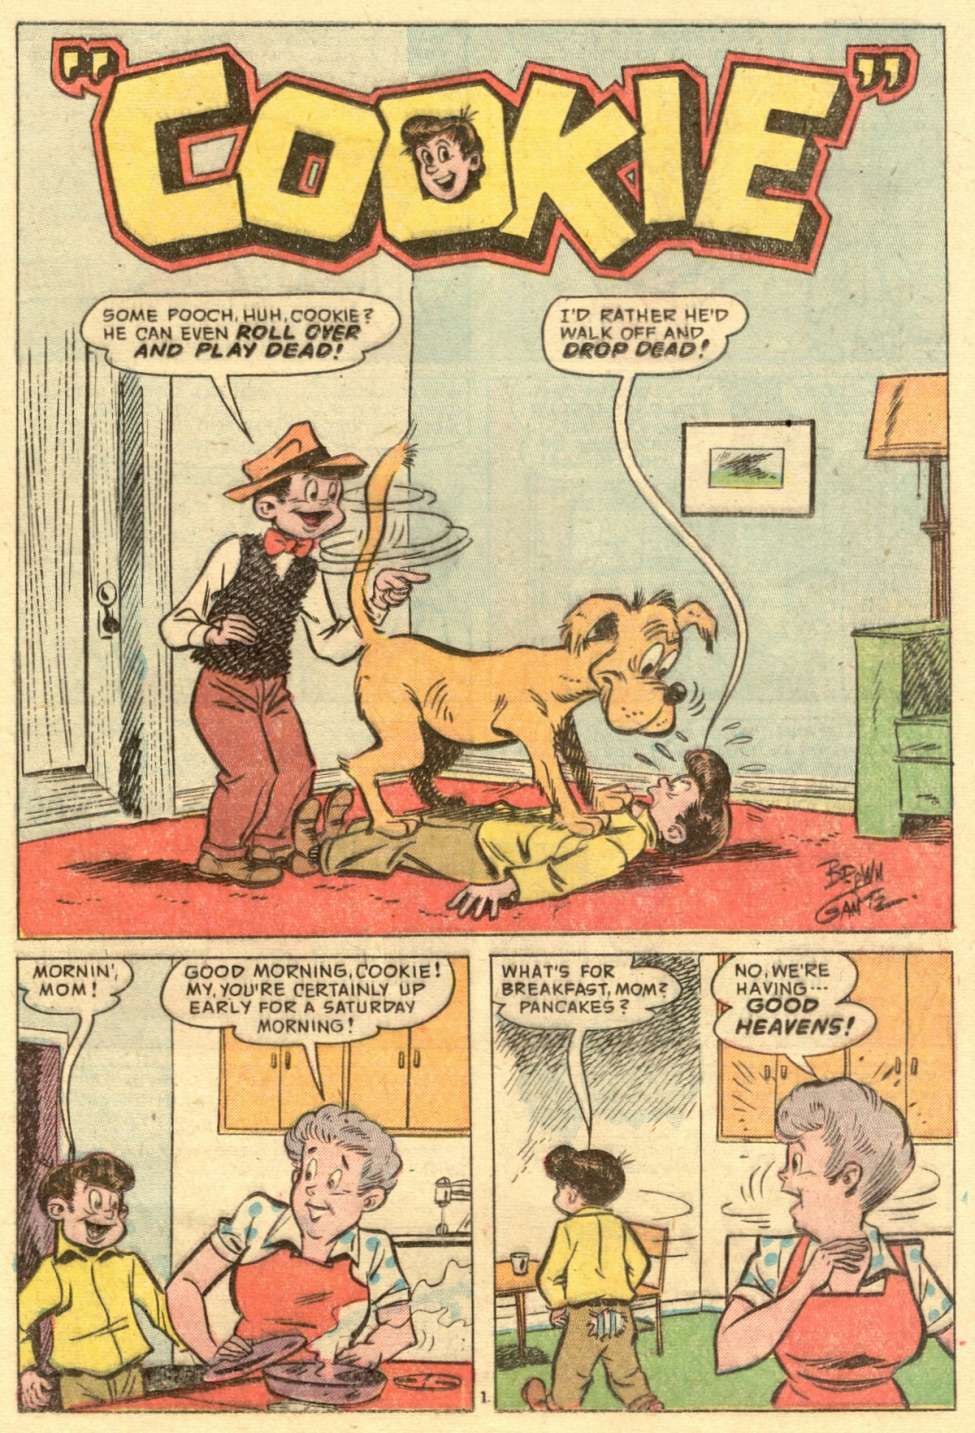 "COOKIE"
SOME POOCH, HUH, COOKIE?
HE CAN EVEN ROLL OVER
AND PLAY DEAD!
I'D RATHER HE'D
WALK OFF AND
DROP DEAD!
BROWN
GANTZ
MORNIN',
MOM!
GOOD MORNING, COOKIE!
MY, YOU'RE CERTAINLY UP
EARLY FOR A SATURDAY
MORNING!
WHAT'S FOR
BREAKFAST, MOM?
PANCAKES?
NO, WE'RE
HAVING...
GOOD
HEAVENS!
1.